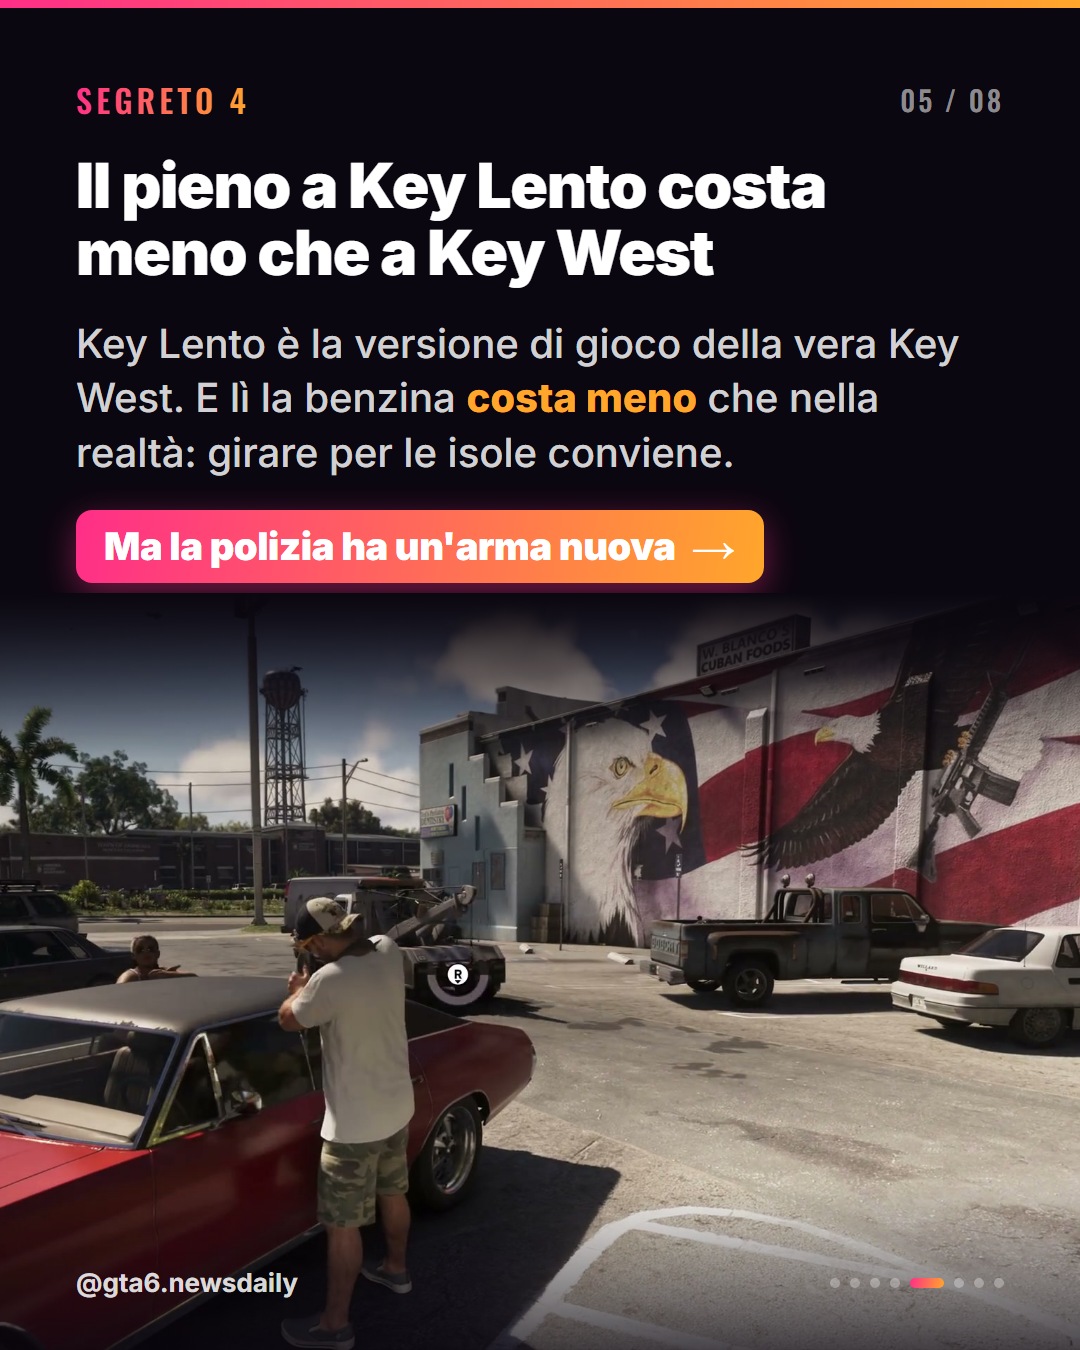 SEGRETO 4
05 / 08
Il pieno a Key Lento costa
meno che a Key West
Key Lento è la versione di gioco della vera Key
West. E lì la benzina costa meno che nella
realtà: girare per le isole conviene.
Ma la polizia ha un'arma nuova →
W. BLANCO'S
CUBAN FOODS
R
@gta6.newsdaily